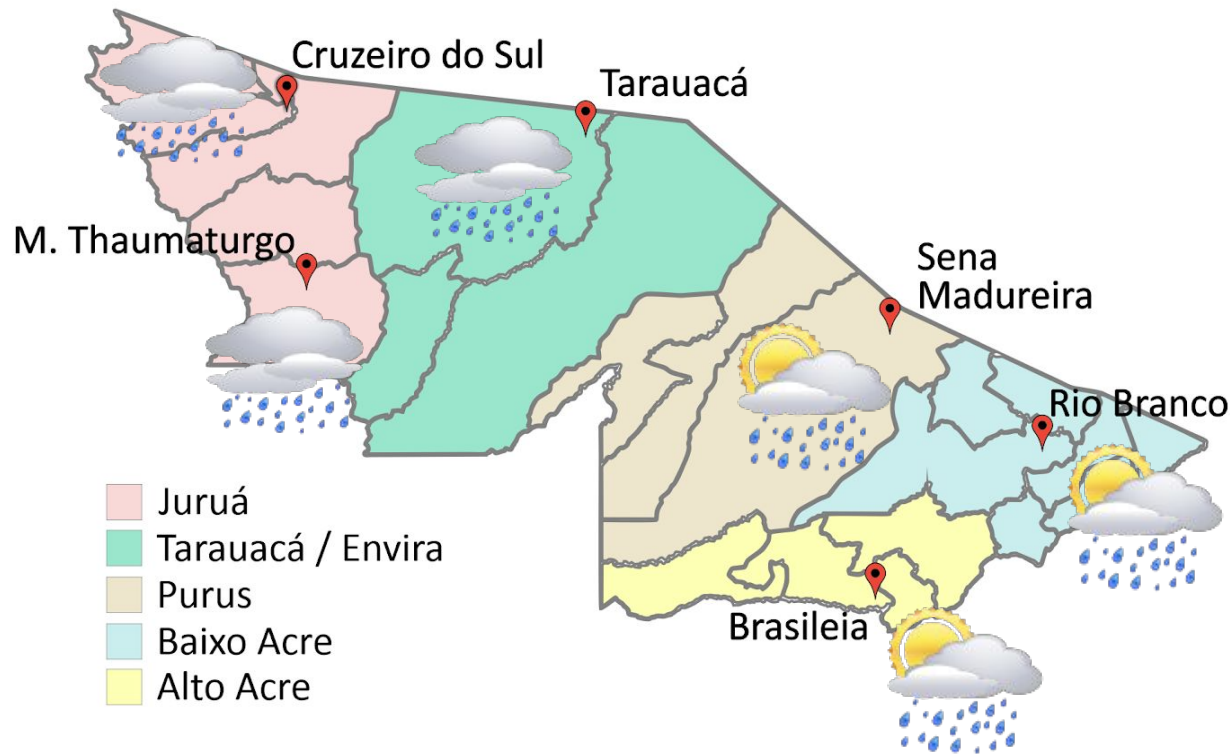 Cruzeiro do Sul
Tarauacá
M. Thaumaturgo
Sena
Madureira
Rio Branco
Brasileia
Juruá
Tarauacá / Envira
Purus
Baixo Acre
Alto Acre